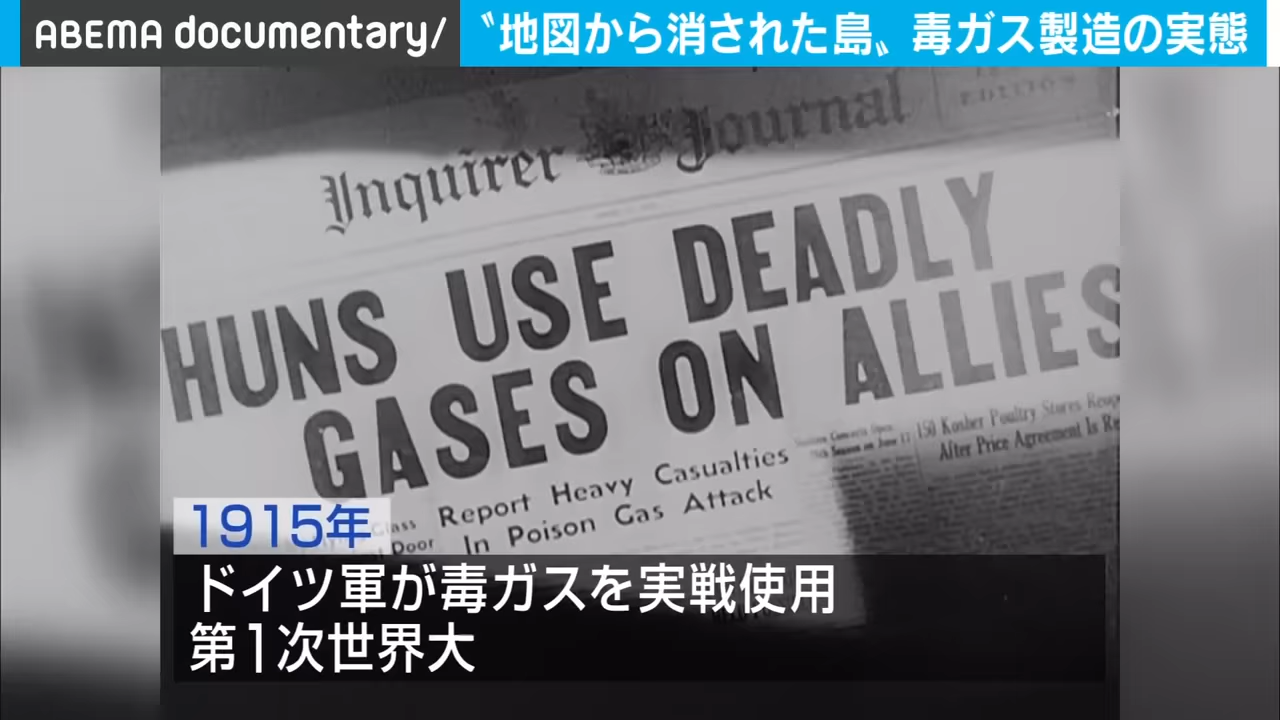 ABEMA documentary/
〝地図から消された島〟毒ガス製造の実態
Inquirer Journal
EDITION
HUNS USE DEADLY
GASES ON ALLIES
Report Heavy Casualties
In Poison Gas Attack
Door
150 Kosher Poultry Stores
After Price Agreement Is
1915年
ドイツ軍が毒ガスを実戦使用
第1次世界大